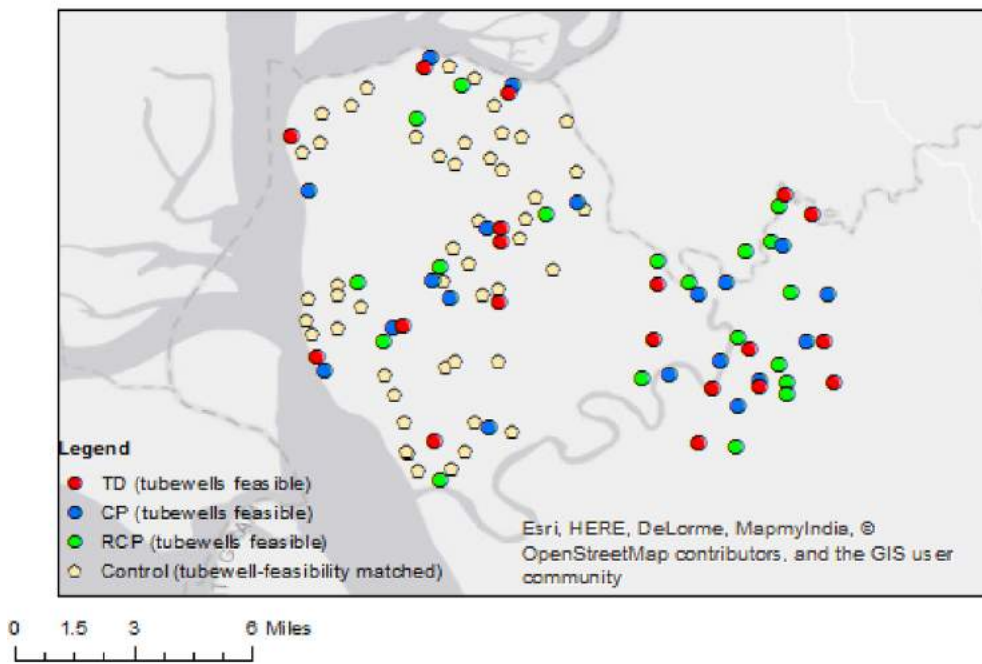 Legend
TD (tubewells feasible)
CP (tubewells feasible)
RCP (tubewells feasible)
Control (tubewell-feasibility matched)
Esri, HERE, DeLorme, MapmyIndia, ©
OpenStreetMap contributors, and the GIS user
community
0 1.5 3 6 Miles